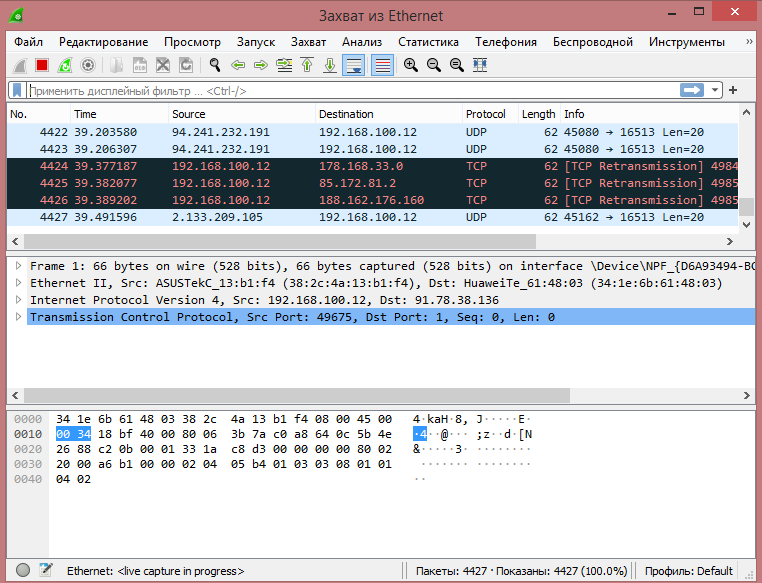 Захват из Ethernet
Файл Редактирование Просмотр Запуск Захват Анализ Статистика Телефония Беспроводной Инструменты »
Применить дисплейный фильтр ... <Ctrl-/>
No. Time Source Destination Protocol Length Info
4422 39.203580 94.241.232.191 192.168.100.12 UDP 62 45080 → 16513 Len=20
4423 39.206307 94.241.232.191 192.168.100.12 UDP 62 45080 → 16513 Len=20
4424 39.377187 192.168.100.12 178.168.33.0 TCP 62 [TCP Retransmission] 4984
4425 39.382077 192.168.100.12 85.172.81.2 TCP 62 [TCP Retransmission] 4985
4426 39.389202 192.168.100.12 188.162.176.160 TCP 62 [TCP Retransmission] 4985
4427 39.491596 2.133.209.105 192.168.100.12 UDP 62 45162 → 16513 Len=20
Frame 1: 66 bytes on wire (528 bits), 66 bytes captured (528 bits) on interface \Device\NPF_{D6A93494-BC
Ethernet II, Src: ASUSTekC_13:b1:f4 (38:2c:4a:13:b1:f4), Dst: HuaweiTe_61:48:03 (34:1e:6b:61:48:03)
Internet Protocol Version 4, Src: 192.168.100.12, Dst: 91.78.38.136
Transmission Control Protocol, Src Port: 49675, Dst Port: 1, Seq: 0, Len: 0
0000 34 1e 6b 61 48 03 38 2c 4a 13 b1 f4 08 00 45 00 4·kaH·8, J·····E·
0010 00 34 18 bf 40 00 80 06 3b 7a c0 a8 64 0c 5b 4e ·4··@··· ;z··d·[N
0020 26 88 c2 0b 00 01 33 1a c8 d3 00 00 00 00 80 02 &·····3· ········
0030 20 00 a6 b1 00 00 02 04 05 b4 01 03 03 08 01 01 ······· ········
0040 04 02 ··
Ethernet: <live capture in progress> Пакеты: 4427 · Показаны: 4427 (100.0%) Профиль: Default